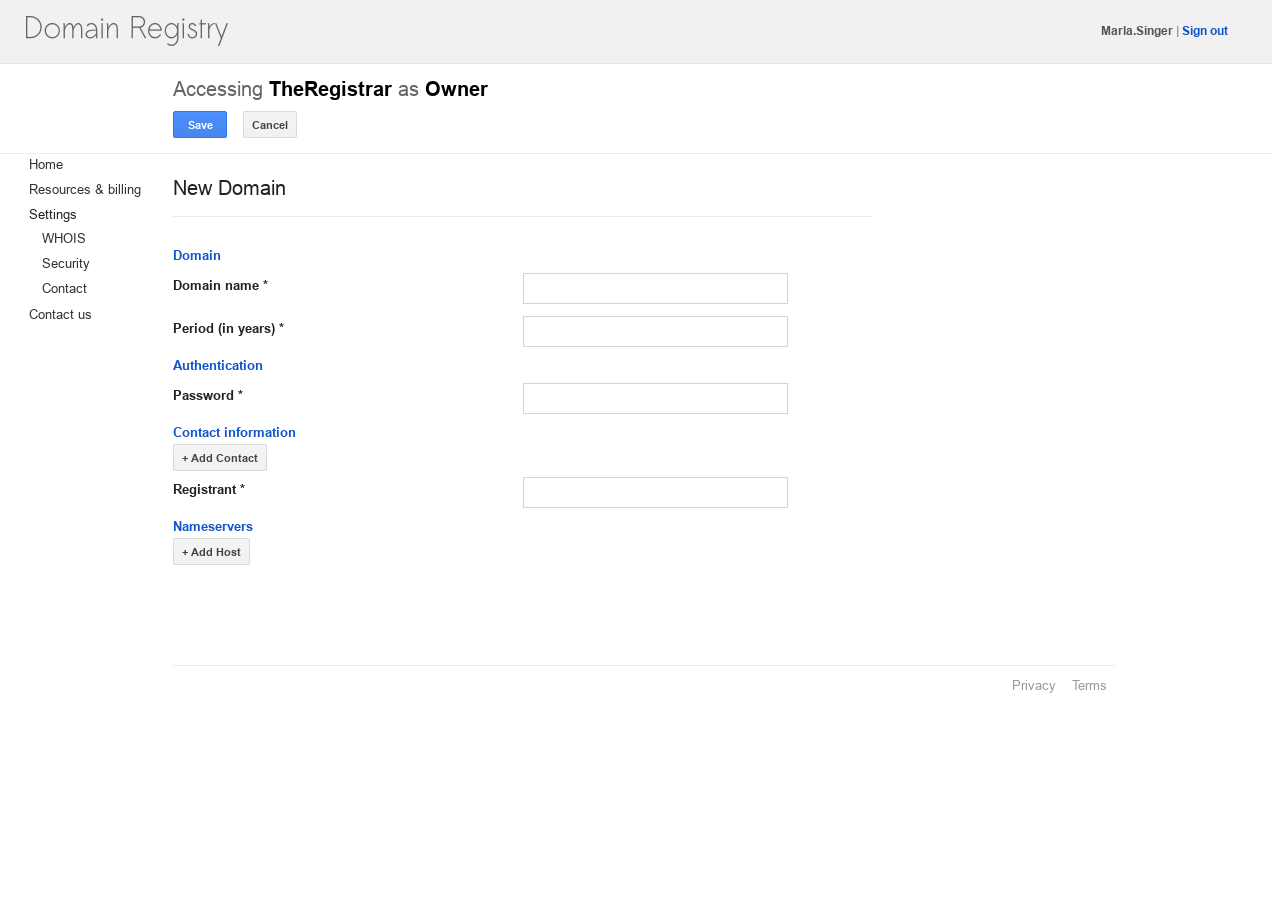 Domain Registry
Marla.Singer | Sign out
Accessing TheRegistrar as Owner
Save Cancel
Home
Resources & billing
Settings
WHOIS
Security
Contact
Contact us
New Domain
Domain
Domain name *
Period (in years) *
Authentication
Password *
Contact information
+ Add Contact
Registrant *
Nameservers
+ Add Host
Privacy Terms